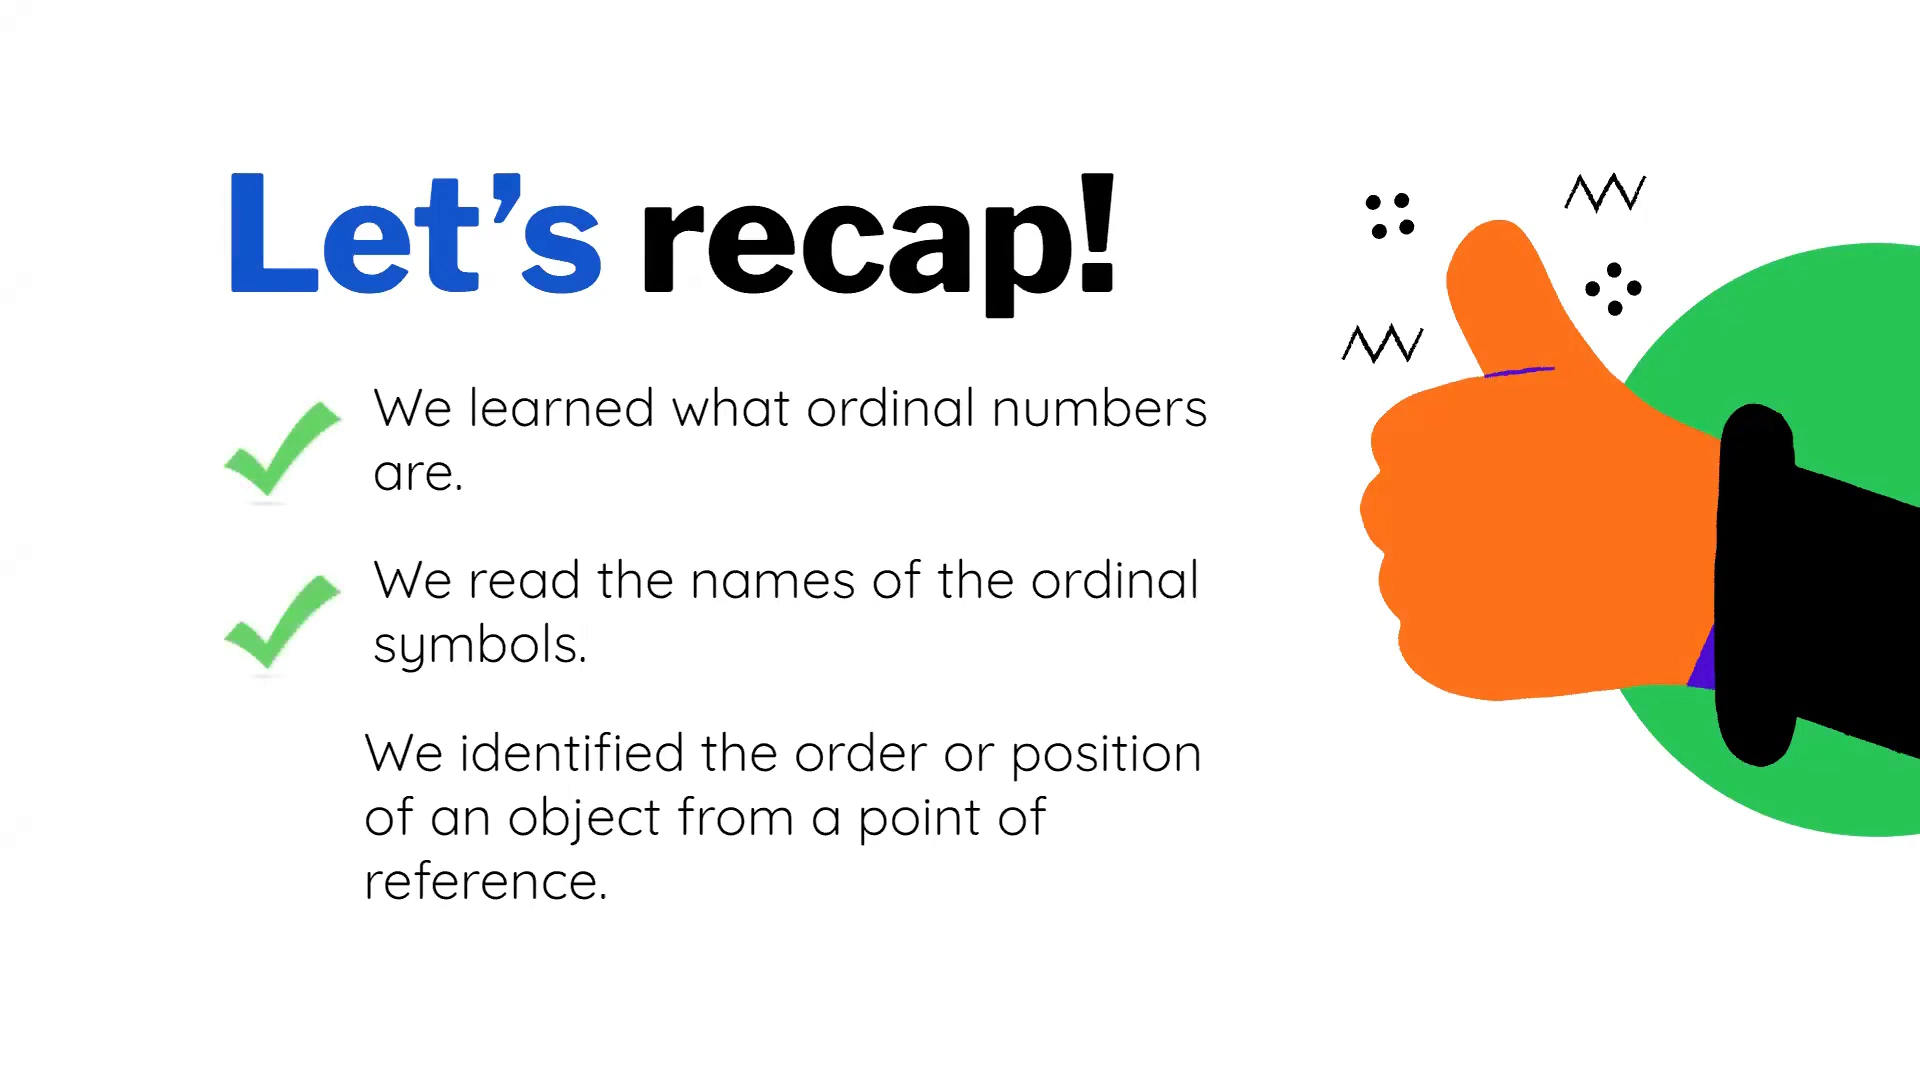 Let’s recap!
We learned what ordinal numbers
are.
We read the names of the ordinal
symbols.
We identified the order or position
of an object from a point of
reference.